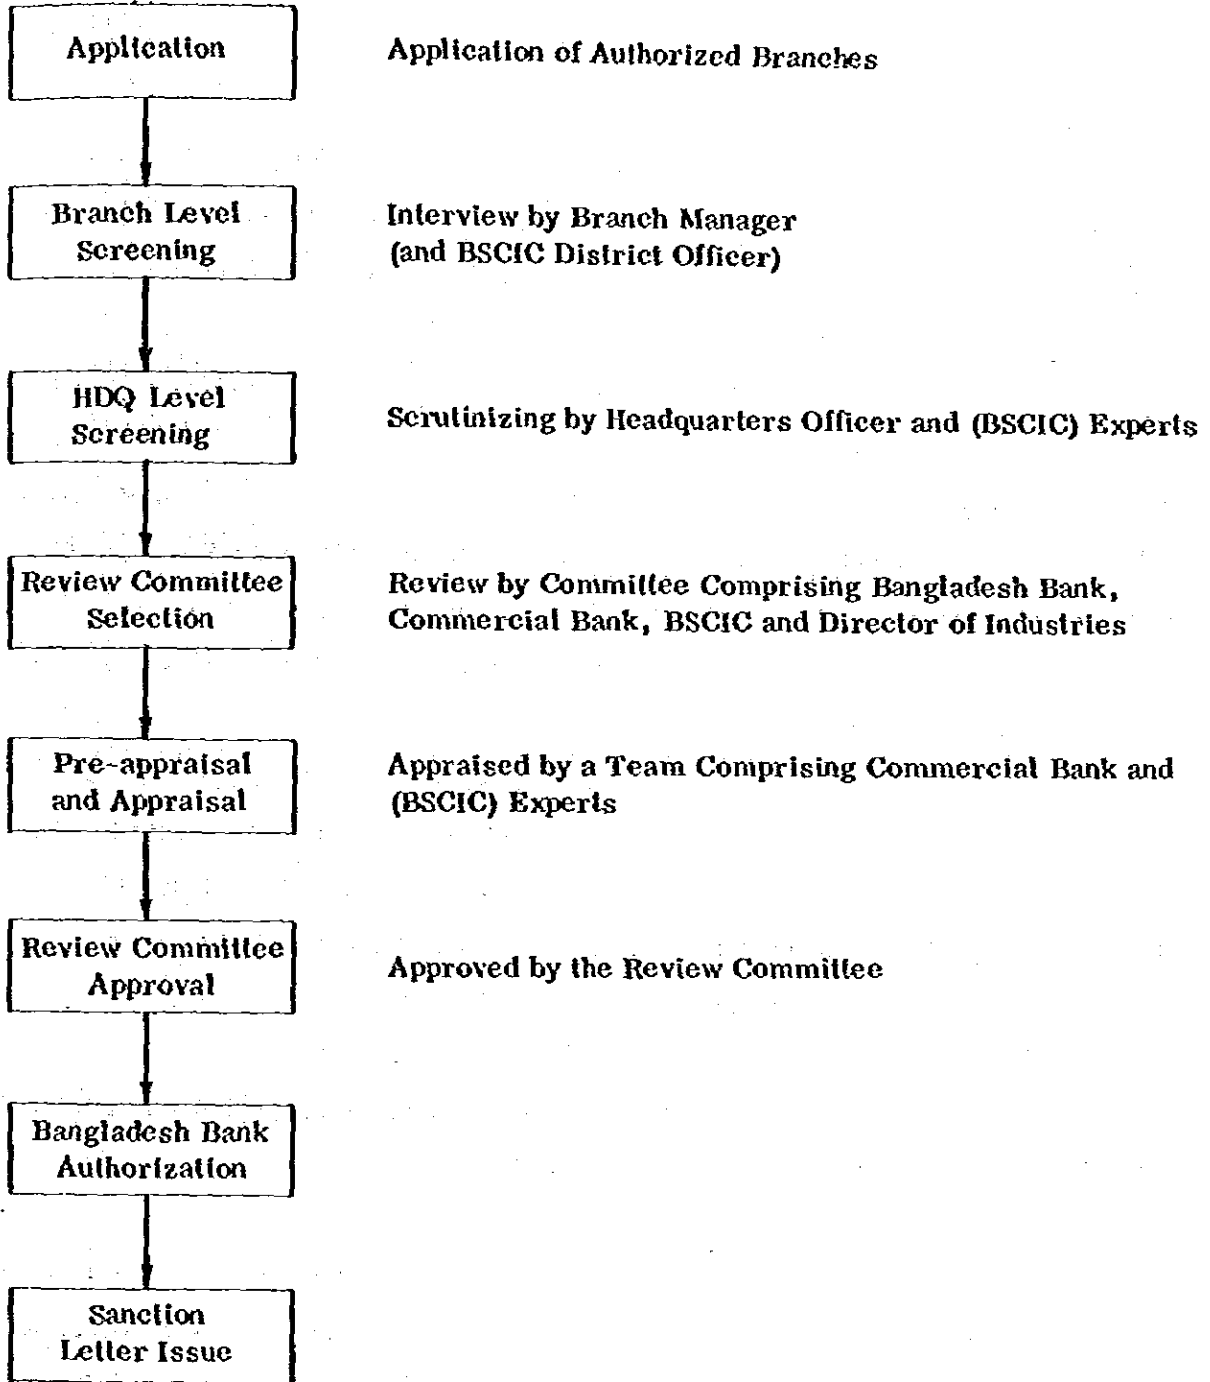 Application
Application of Authorized Branches
Branch Level
Screening
Interview by Branch Manager
(and BSCIC District Officer)
HDQ Level
Screening
Scrutinizing by Headquarters Officer and (BSCIC) Experts
Review Committee
Selection
Review by Committee Comprising Bangladesh Bank,
Commercial Bank, BSCIC and Director of Industries
Pre-appraisal
and Appraisal
Appraised by a Team Comprising Commercial Bank and
(BSCIC) Experts
Review Committee
Approval
Approved by the Review Committee
Bangladesh Bank
Authorization
Sanction
Letter Issue